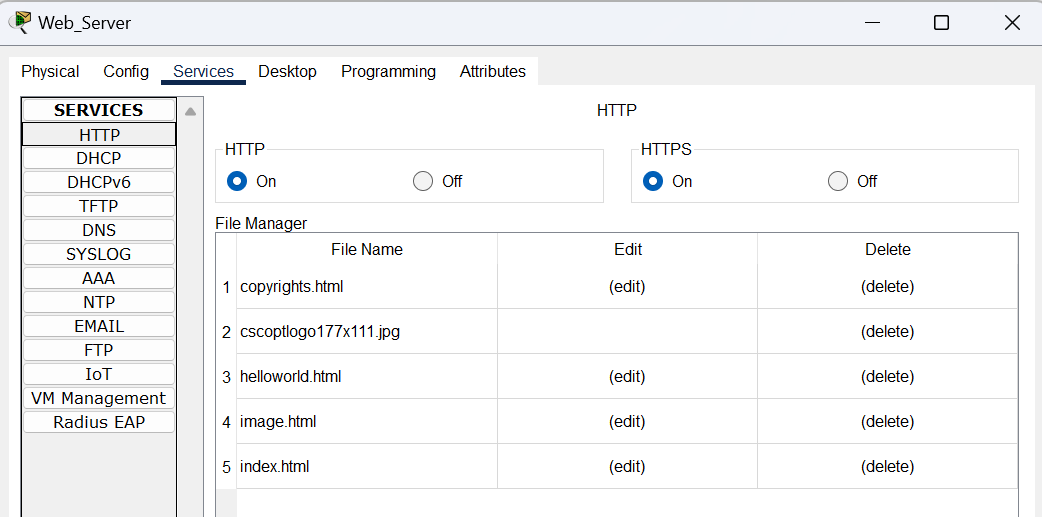 Web_Server
Physical Config Services Desktop Programming Attributes
SERVICES
HTTP
DHCP
DHCPv6
TFTP
DNS
SYSLOG
AAA
NTP
EMAIL
FTP
IoT
VM Management
Radius EAP
HTTP
HTTP
On Off
HTTPS
On Off
File Manager
File Name Edit Delete
1 copyrights.html (edit) (delete)
2 cscoptlogo177x111.jpg (delete)
3 helloworld.html (edit) (delete)
4 image.html (edit) (delete)
5 index.html (edit) (delete)